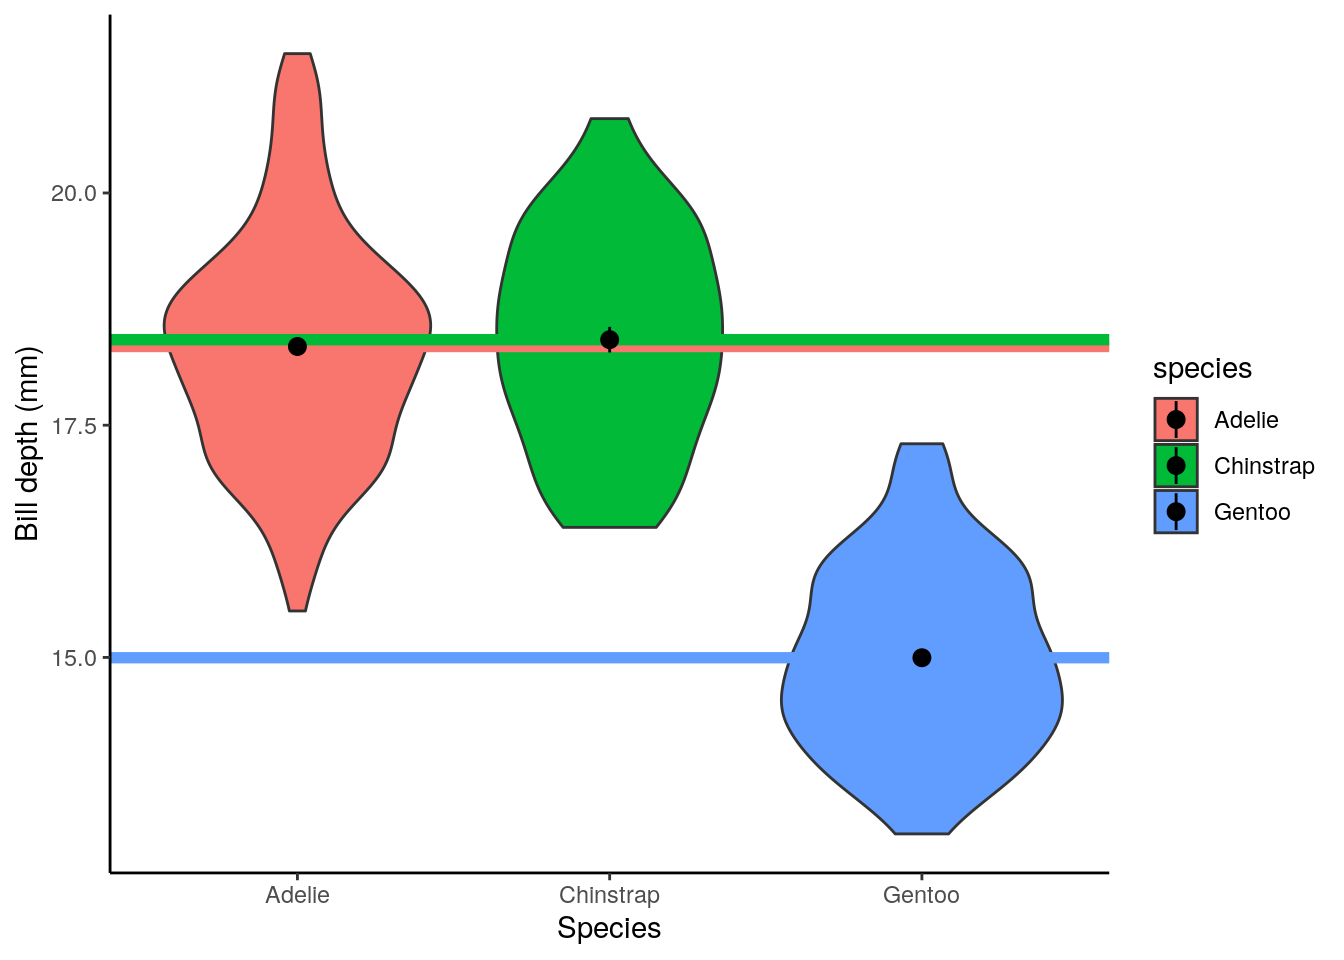 Bill depth (mm)
20.0
17.5
15.0
Adelie
Chinstrap
Gentoo
Species
species
Adelie
Chinstrap
Gentoo